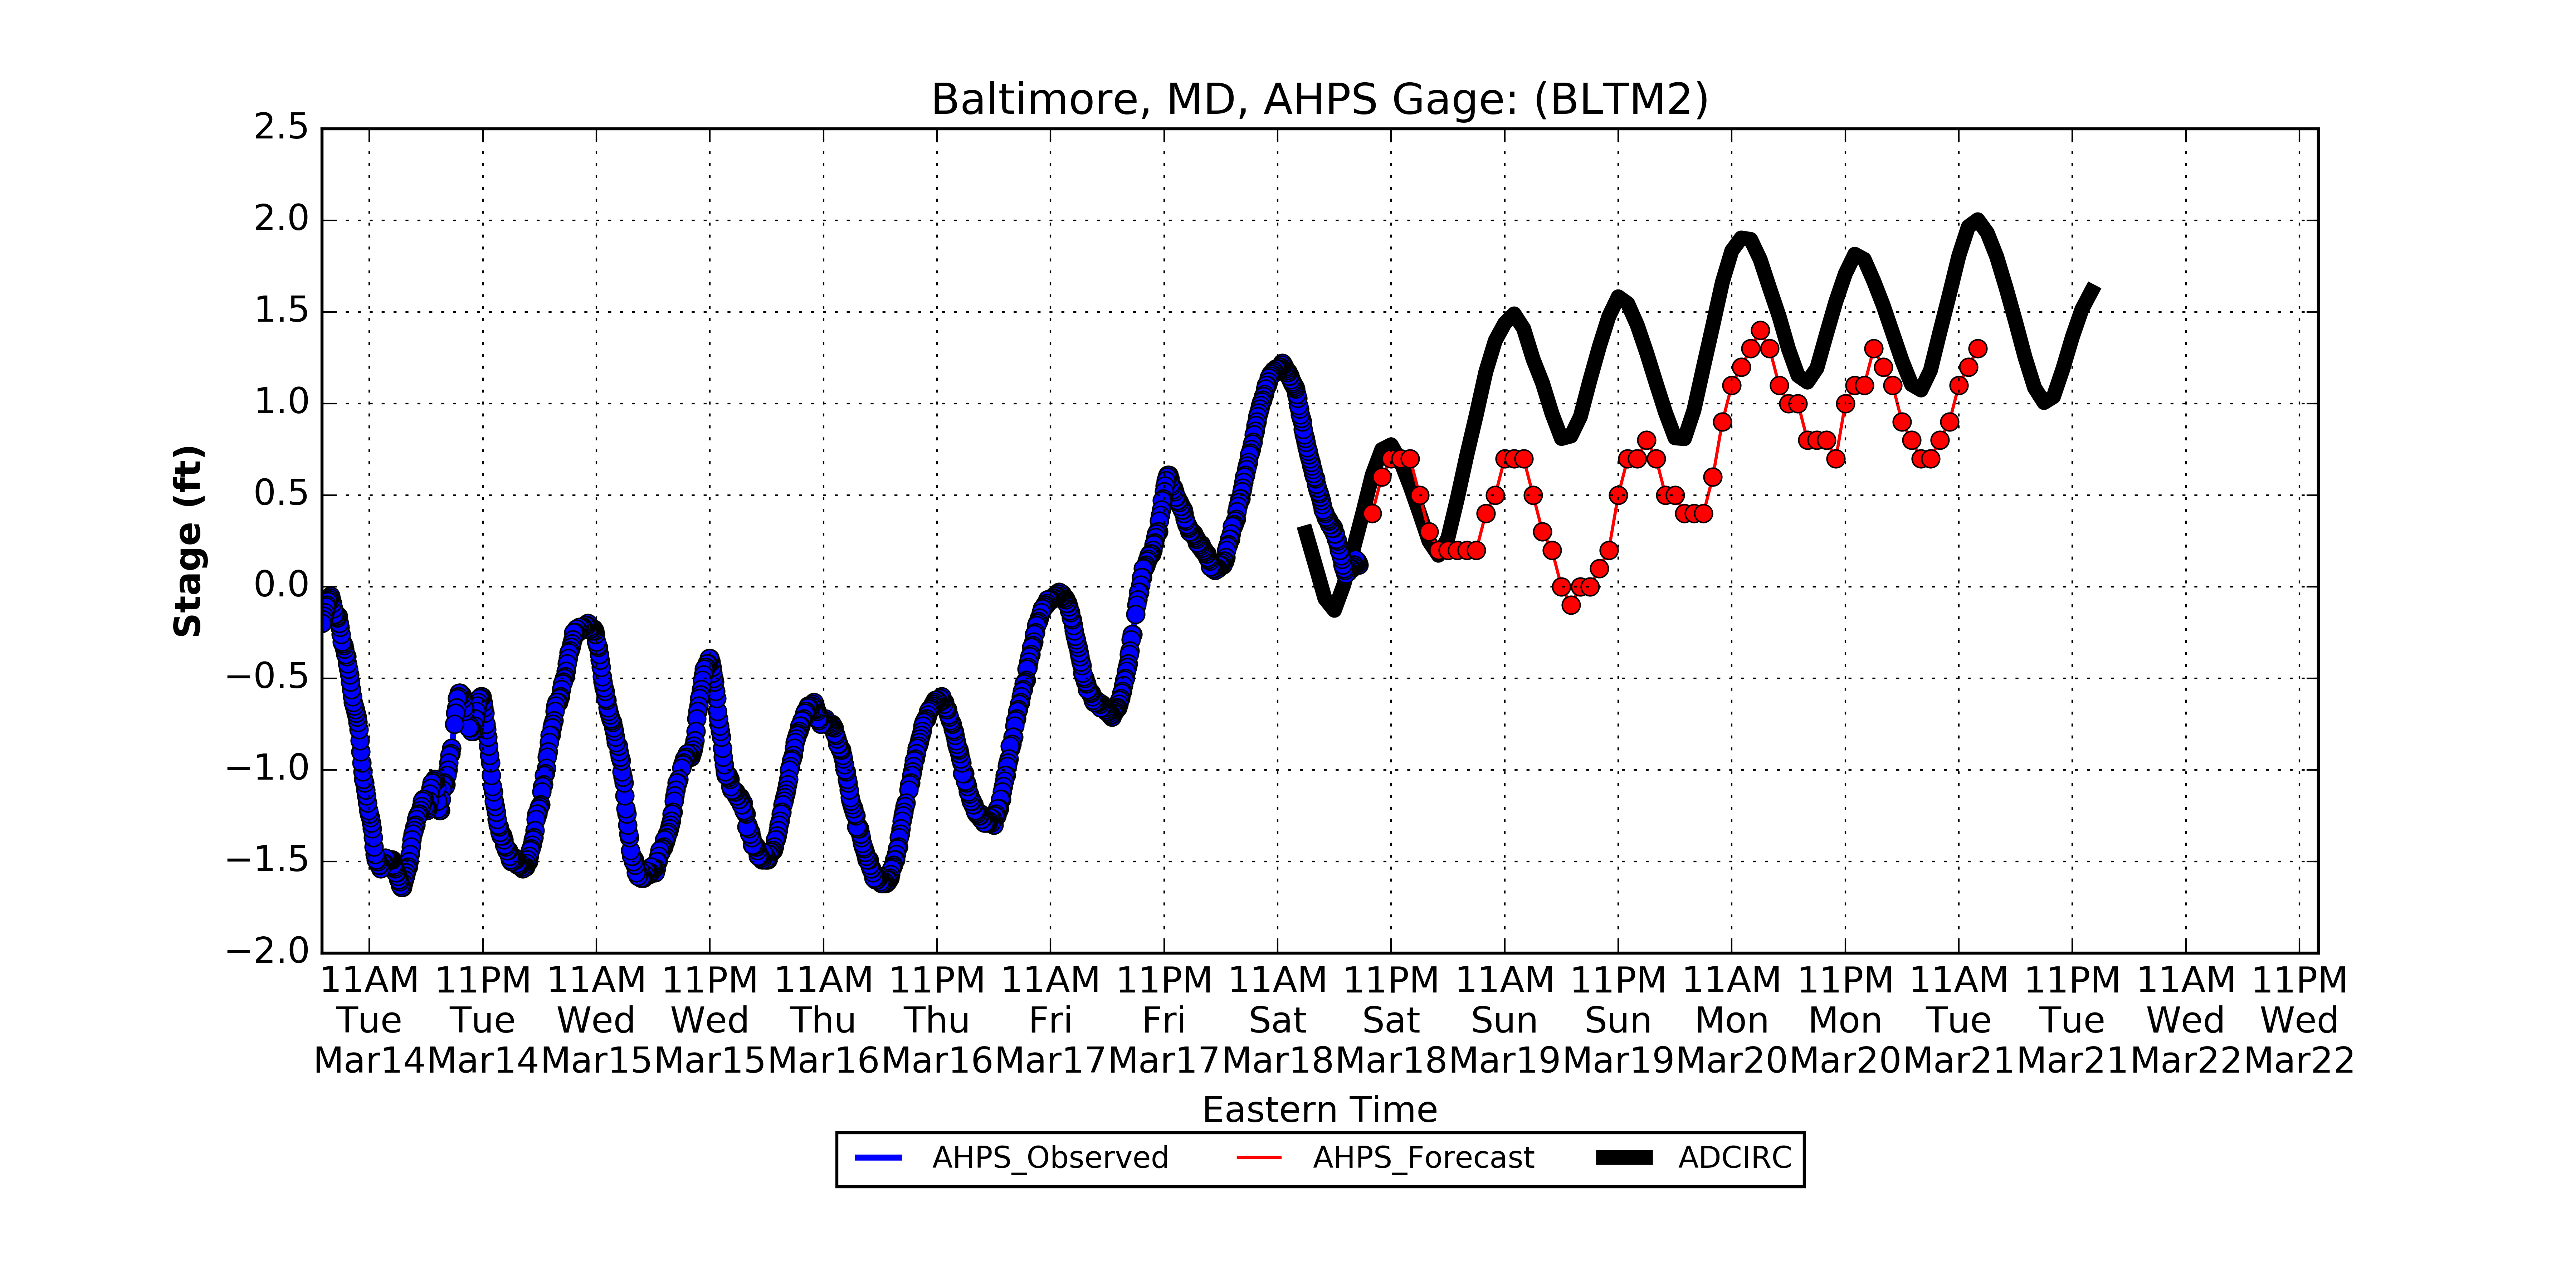 Baltimore, MD, AHPS Gage: (BLTM2)
Stage (ft)
2.5
2.0
1.5
1.0
0.5
0.0
−0.5
−1.0
−1.5
−2.0
11AM 11PM 11AM 11PM 11AM 11PM 11AM 11PM 11AM 11PM 11AM 11PM 11AM 11PM 11AM 11PM 11AM 11PM
Tue Tue Wed Wed Thu Thu Fri Fri Sat Sat Sun Sun Mon Mon Tue Tue Wed Wed
Mar14 Mar14 Mar15 Mar15 Mar16 Mar16 Mar17 Mar17 Mar18 Mar18 Mar19 Mar19 Mar20 Mar20 Mar21 Mar21 Mar22 Mar22
Eastern Time
AHPS_Observed AHPS_Forecast ADCIRC